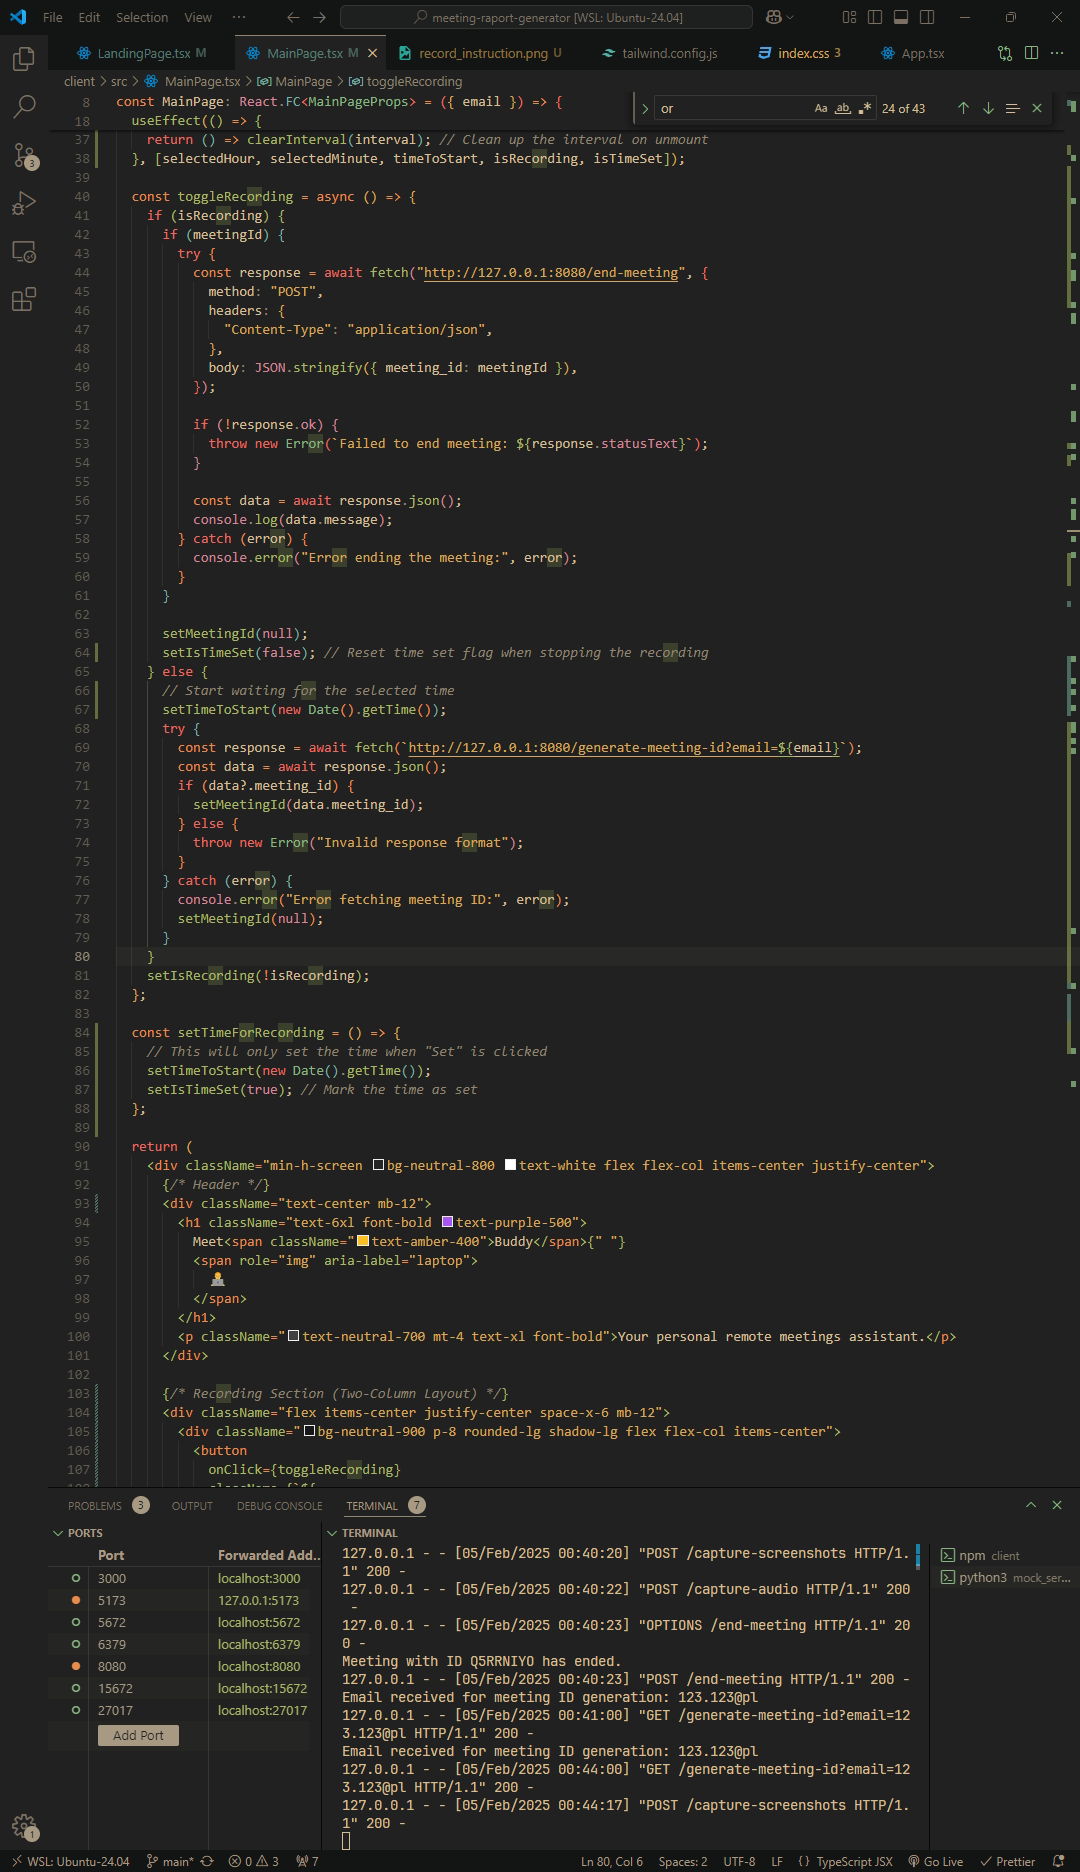 File Edit Selection View ··· ← → meeting-raport-generator [WSL: Ubuntu-24.04]
LandingPage.tsx M MainPage.tsx M × record_instruction.png U tailwind.config.js index.css 3 App.tsx
client > src > MainPage.tsx > MainPage > toggleRecording
or Aa ab 24 of 43
8 const MainPage: React.FC<MainPageProps> = ({ email }) => {
18 useEffect(() => {
37 return () => clearInterval(interval); // Clean up the interval on unmount
38 }, [selectedHour, selectedMinute, timeToStart, isRecording, isTimeSet]);
39
40 const toggleRecording = async () => {
41 if (isRecording) {
42 if (meetingId) {
43 try {
44 const response = await fetch("http://127.0.0.1:8080/end-meeting", {
45 method: "POST",
46 headers: {
47 "Content-Type": "application/json",
48 },
49 body: JSON.stringify({ meeting_id: meetingId }),
50 });
51
52 if (!response.ok) {
53 throw new Error(`Failed to end meeting: ${response.statusText}`);
54 }
55
56 const data = await response.json();
57 console.log(data.message);
58 } catch (error) {
59 console.error("Error ending the meeting:", error);
60 }
61 }
62
63 setMeetingId(null);
64 setIsTimeSet(false); // Reset time set flag when stopping the recording
65 } else {
66 // Start waiting for the selected time
67 setTimeToStart(new Date().getTime());
68 try {
69 const response = await fetch(`http://127.0.0.1:8080/generate-meeting-id?email=${email}`);
70 const data = await response.json();
71 if (data?.meeting_id) {
72 setMeetingId(data.meeting_id);
73 } else {
74 throw new Error("Invalid response format");
75 }
76 } catch (error) {
77 console.error("Error fetching meeting ID:", error);
78 setMeetingId(null);
79 }
80 }
81 setIsRecording(!isRecording);
82 };
83
84 const setTimeForRecording = () => {
85 // This will only set the time when "Set" is clicked
86 setTimeToStart(new Date().getTime());
87 setIsTimeSet(true); // Mark the time as set
88 };
89
90 return (
91 <div className="min-h-screen bg-neutral-800 text-white flex flex-col items-center justify-center">
92 {/* Header */}
93 <div className="text-center mb-12">
94 <h1 className="text-6xl font-bold text-purple-500">
95 Meet<span className="text-amber-400">Buddy</span>{" "}
96 <span role="img" aria-label="laptop">
97
98 </span>
99 </h1>
100 <p className="text-neutral-700 mt-4 text-xl font-bold">Your personal remote meetings assistant.</p>
101 </div>
102
103 {/* Recording Section (Two-Column Layout) */}
104 <div className="flex items-center justify-center space-x-6 mb-12">
105 <div className="bg-neutral-900 p-8 rounded-lg shadow-lg flex flex-col items-center">
106 <button
107 onClick={toggleRecording}
PROBLEMS 3 OUTPUT DEBUG CONSOLE TERMINAL 7
PORTS
Port Forwarded Add...
3000 localhost:3000
5173 127.0.0.1:5173
5672 localhost:5672
6379 localhost:6379
8080 localhost:8080
15672 localhost:15672
27017 localhost:27017
Add Port
TERMINAL
127.0.0.1 - - [05/Feb/2025 00:40:20] "POST /capture-screenshots HTTP/1.
1" 200 -
127.0.0.1 - - [05/Feb/2025 00:40:22] "POST /capture-audio HTTP/1.1" 200
-
127.0.0.1 - - [05/Feb/2025 00:40:23] "OPTIONS /end-meeting HTTP/1.1" 20
0 -
Meeting with ID Q5RRNIYO has ended.
127.0.0.1 - - [05/Feb/2025 00:40:23] "POST /end-meeting HTTP/1.1" 200 -
Email received for meeting ID generation: 123.123@pl
127.0.0.1 - - [05/Feb/2025 00:41:00] "GET /generate-meeting-id?email=12
3.123@pl HTTP/1.1" 200 -
Email received for meeting ID generation: 123.123@pl
127.0.0.1 - - [05/Feb/2025 00:44:00] "GET /generate-meeting-id?email=12
3.123@pl HTTP/1.1" 200 -
127.0.0.1 - - [05/Feb/2025 00:44:17] "POST /capture-screenshots HTTP/1.
1" 200 -
npm client
python3 mock_ser...
3
1
WSL: Ubuntu-24.04 main* 0 3 7 Ln 80, Col 6 Spaces: 2 UTF-8 LF {} TypeScript JSX Go Live Prettier